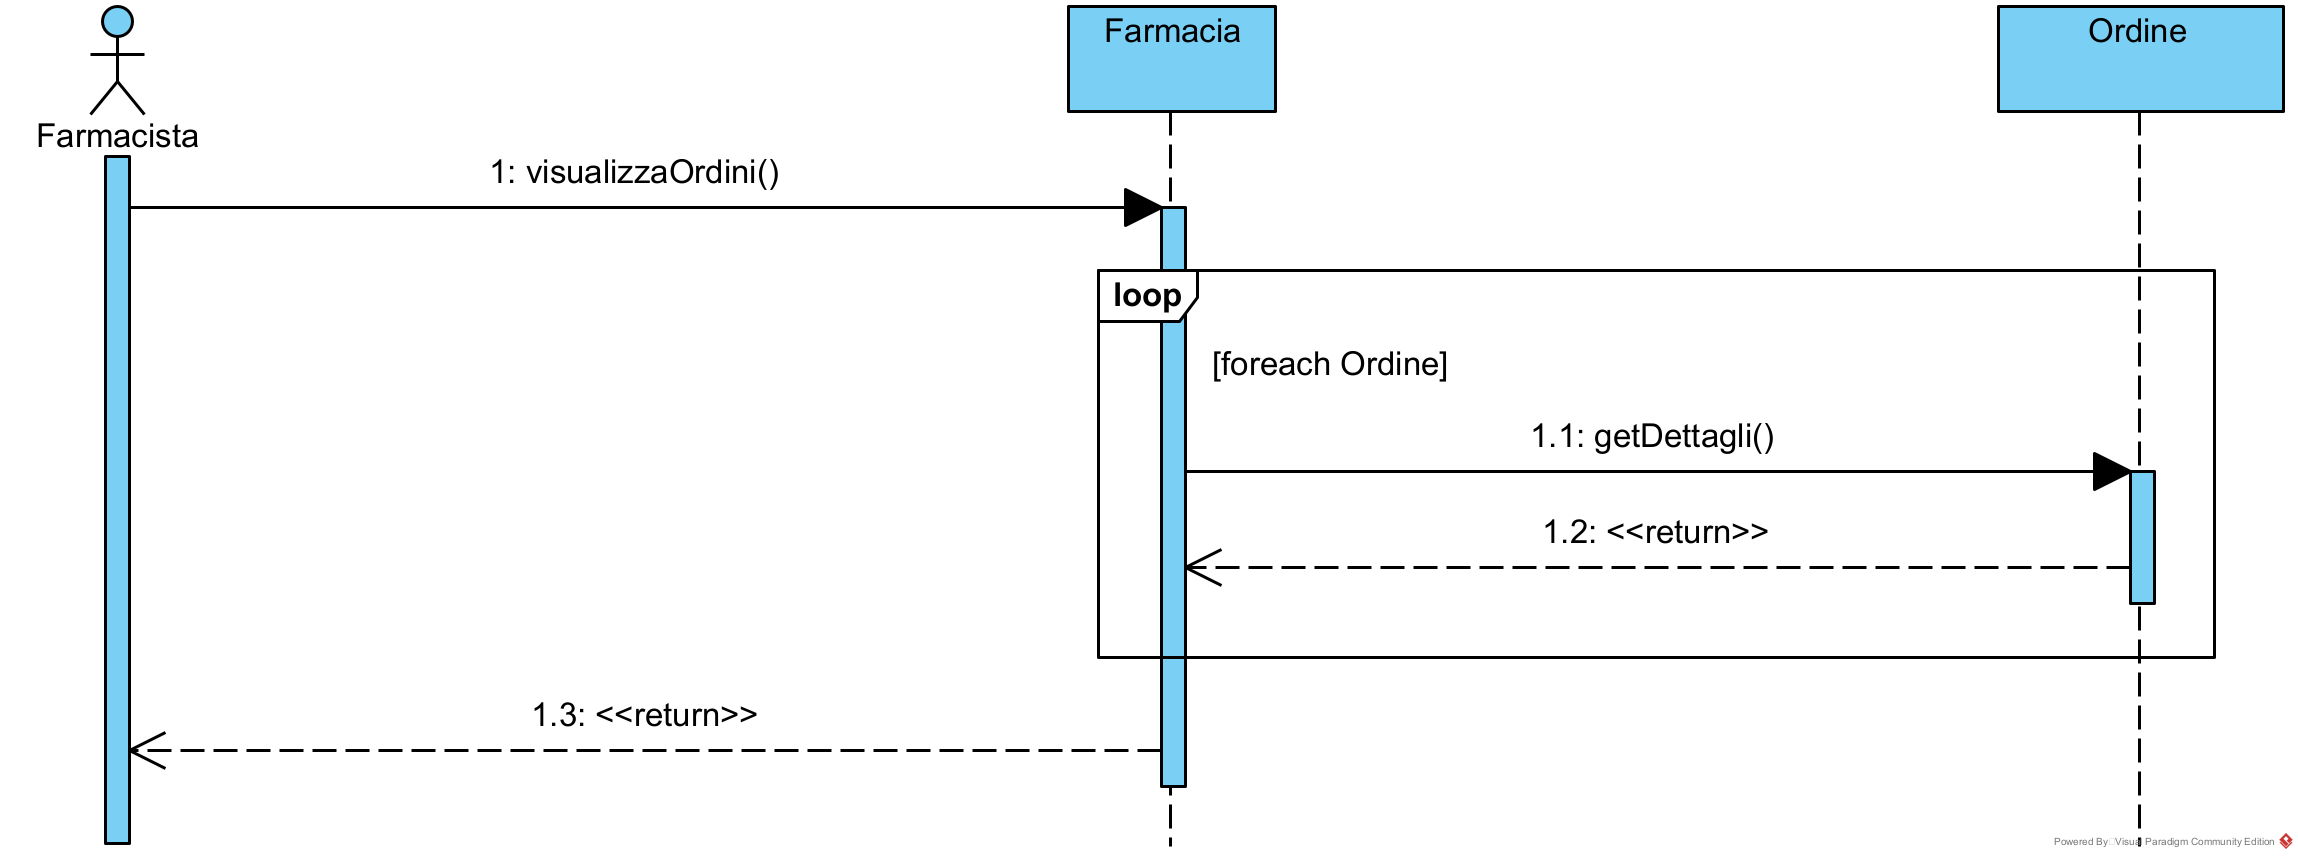 Farmacia
Ordine
Farmacista
1: visualizzaOrdini()
loop
[foreach Ordine]
1.1: getDettagli()
1.2: <<return>>
1.3: <<return>>
Powered By Visual Paradigm Community Edition